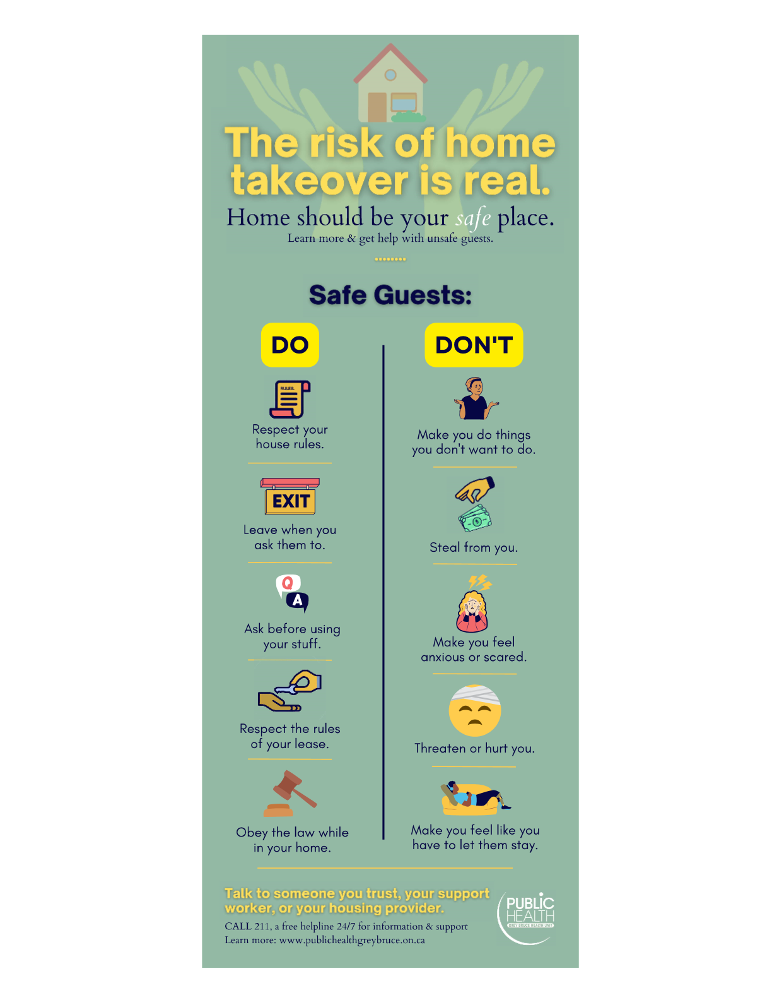 The risk of home
takeover is real.
Home should be your safe place.
Learn more & get help with unsafe guests.
Safe Guests:
DO
RULES.
Respect your
house rules.
EXIT
Leave when you
ask them to.
Q
A
Ask before using
your stuff.
Respect the rules
of your lease.
Obey the law while
in your home.
DON'T
Make you do things
you don't want to do.
$
Steal from you.
Make you feel
anxious or scared.
Threaten or hurt you.
Make you feel like you
have to let them stay.
Talk to someone you trust, your support
worker, or your housing provider.
CALL 211, a free helpline 24/7 for information & support
Learn more: www.publichealthgreybruce.on.ca
PUBLIC
HEALTH
GREY BRUCE HEALTH UNIT